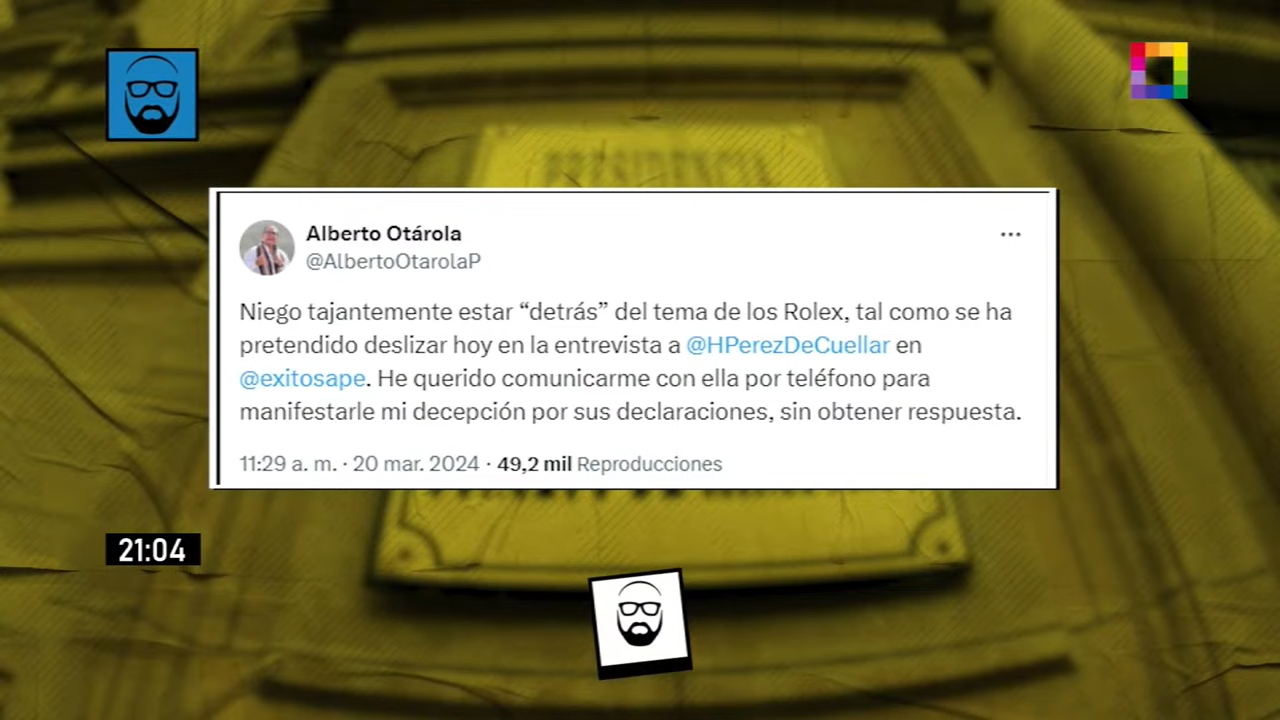 PRESIDENCIA
Alberto Otárola
@AlbertoOtarolaP
Niego tajantemente estar “detrás” del tema de los Rolex, tal como se ha
pretendido deslizar hoy en la entrevista a @HPerezDeCuellar en
@exitosape. He querido comunicarme con ella por teléfono para
manifestarle mi decepción por sus declaraciones, sin obtener respuesta.
11:29 a. m. · 20 mar. 2024 · 49,2 mil Reproducciones
21:04